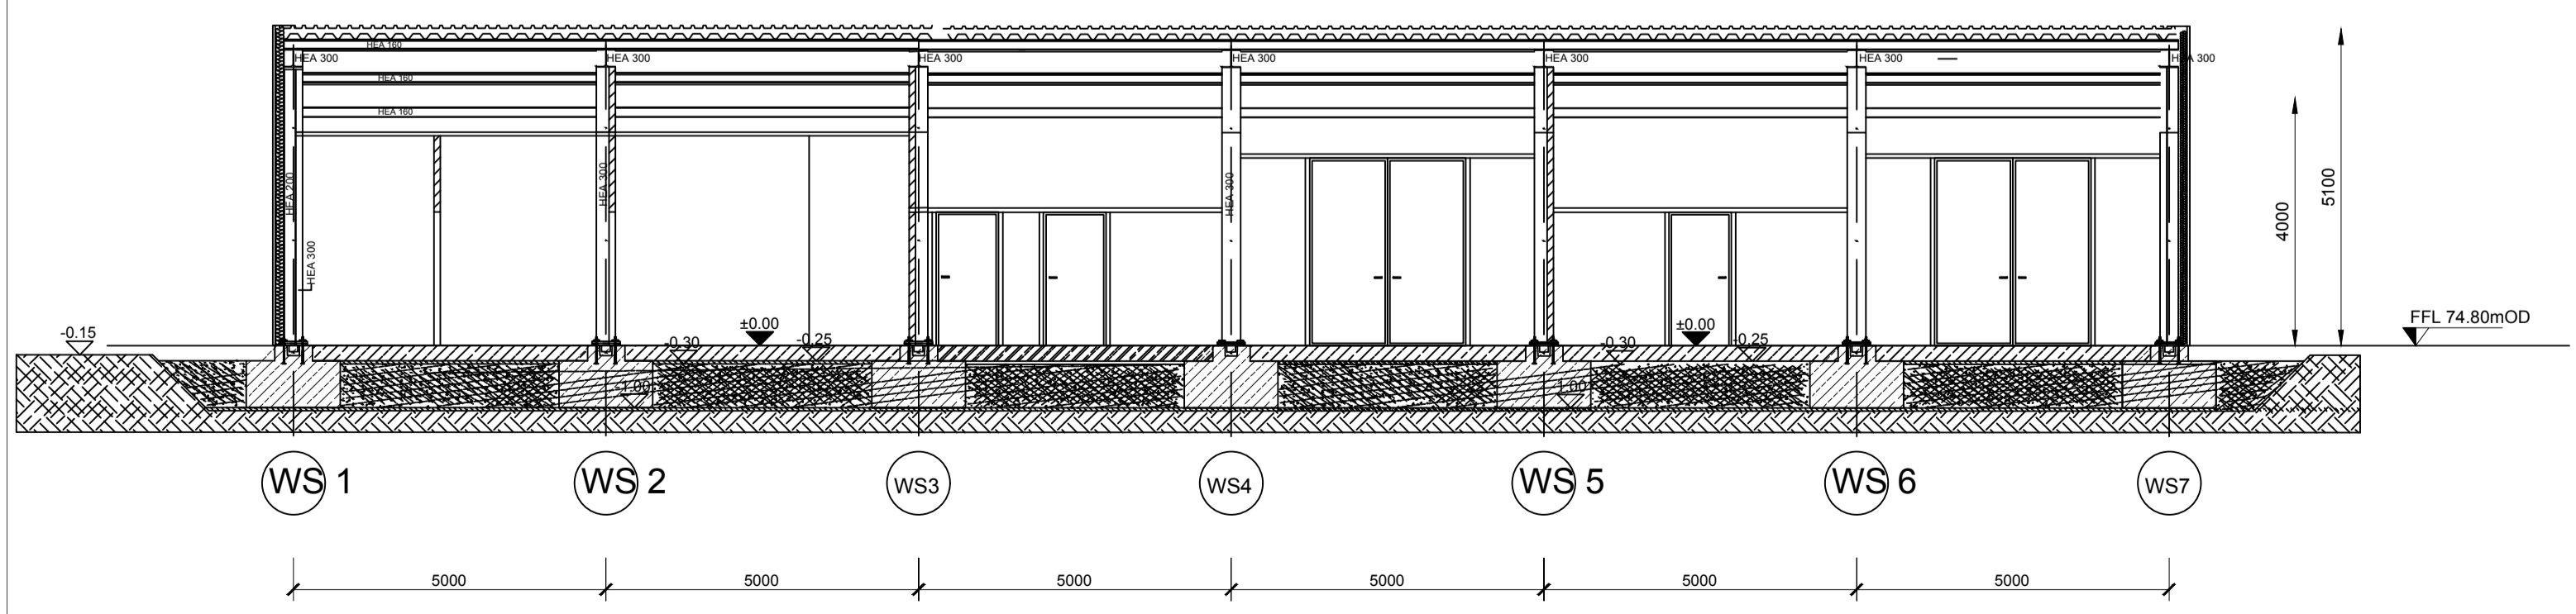 HEA 160
HEA 300
HEA 300
HEA 300
HEA 300
HEA 300
HEA 300
HEA 300
HEA 160
HEA 160
HEA 200
HEA 300
HEA 300
HEA 300
5100
4000
-0.15
±0.00
-0.30
-0.25
±0.00
-0.30
-0.25
FFL 74.80mOD
-1.00
-1.00
WS 1
WS 2
WS3
WS4
WS 5
WS 6
WS7
5000
5000
5000
5000
5000
5000